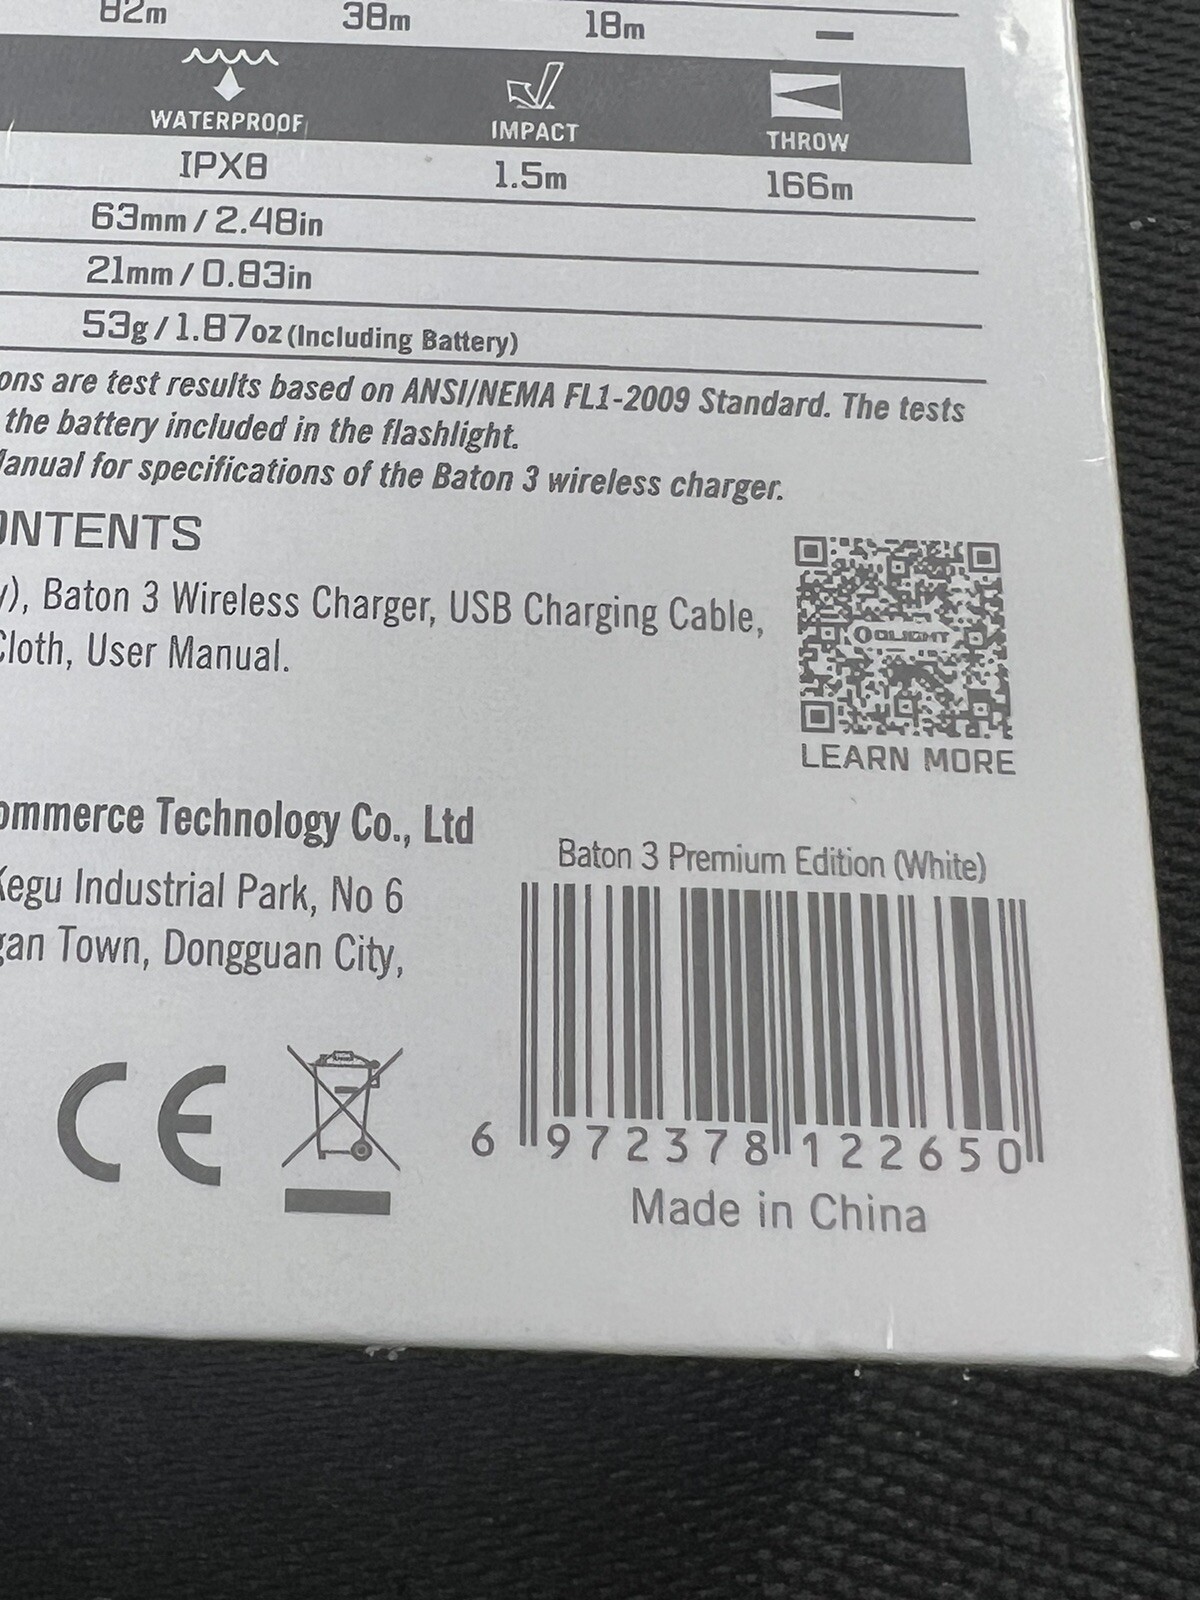 82m 38m 18m —
WATERPROOF IMPACT THROW
IPX8 1.5m 166m
63mm / 2.48in
21mm / 0.83in
53g / 1.87oz (Including Battery)
ons are test results based on ANSI/NEMA FL1-2009 Standard. The tests
the battery included in the flashlight.
anual for specifications of the Baton 3 wireless charger.
ONTENTS
y), Baton 3 Wireless Charger, USB Charging Cable,
Cloth, User Manual.
OLIGHT
LEARN MORE
ommerce Technology Co., Ltd
Kegu Industrial Park, No 6
gan Town, Dongguan City,
Baton 3 Premium Edition (White)
CE
6 972378 122650
Made in China